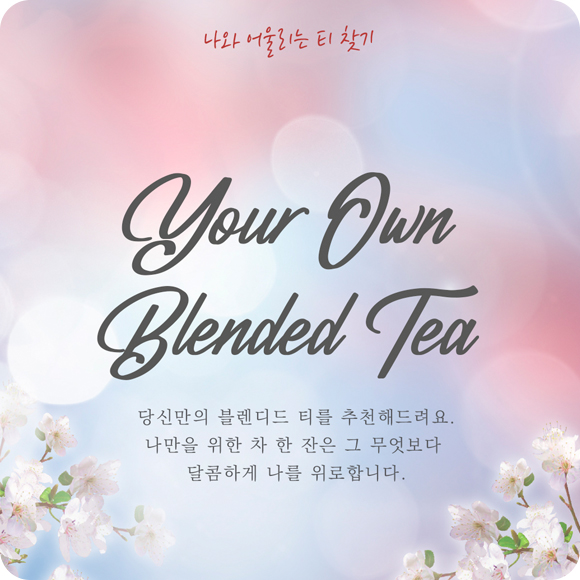 나와 어울리는 티 찾기
Your Own
Blended Tea
당신만의 블렌디드 티를 추천해드려요.
나만을 위한 차 한 잔은 그 무엇보다
달콤하게 나를 위로합니다.